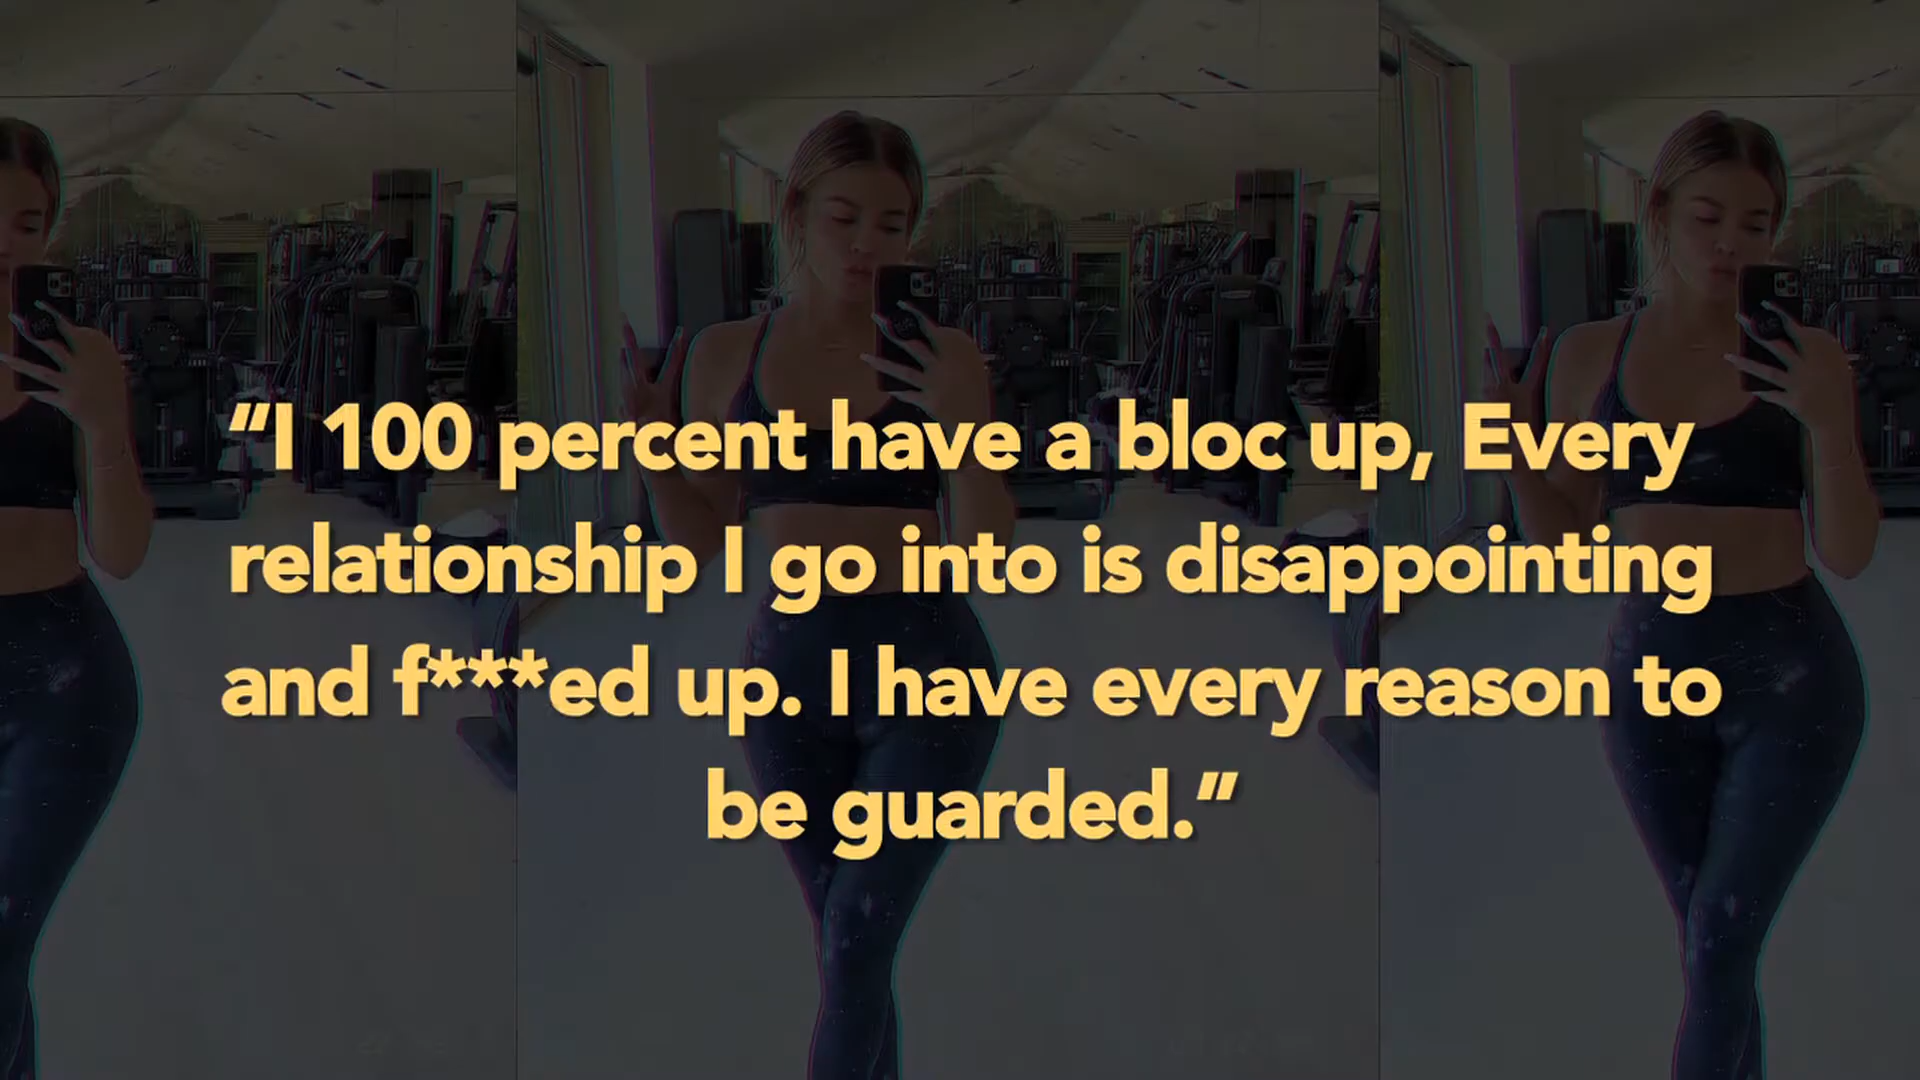 “I 100 percent have a bloc up, Every
relationship I go into is disappointing
and f***ed up. I have every reason to
be guarded.”